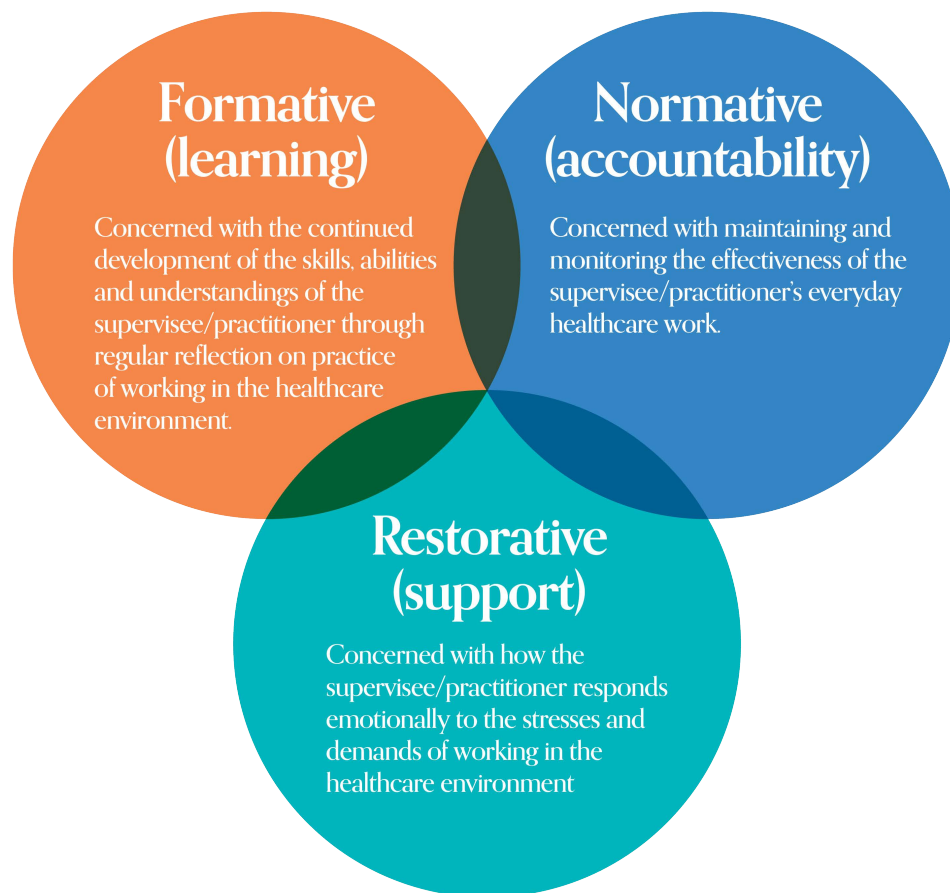 Formative
(learning)
Concerned with the continued
development of the skills, abilities
and understandings of the
supervisee/practitioner through
regular reflection on practice
of working in the healthcare
environment.
Normative
(accountability)
Concerned with maintaining and
monitoring the effectiveness of the
supervisee/practitioner's everyday
healthcare work.
Restorative
(support)
Concerned with how the
supervisee/practitioner responds
emotionally to the stresses and
demands of working in the
healthcare environment